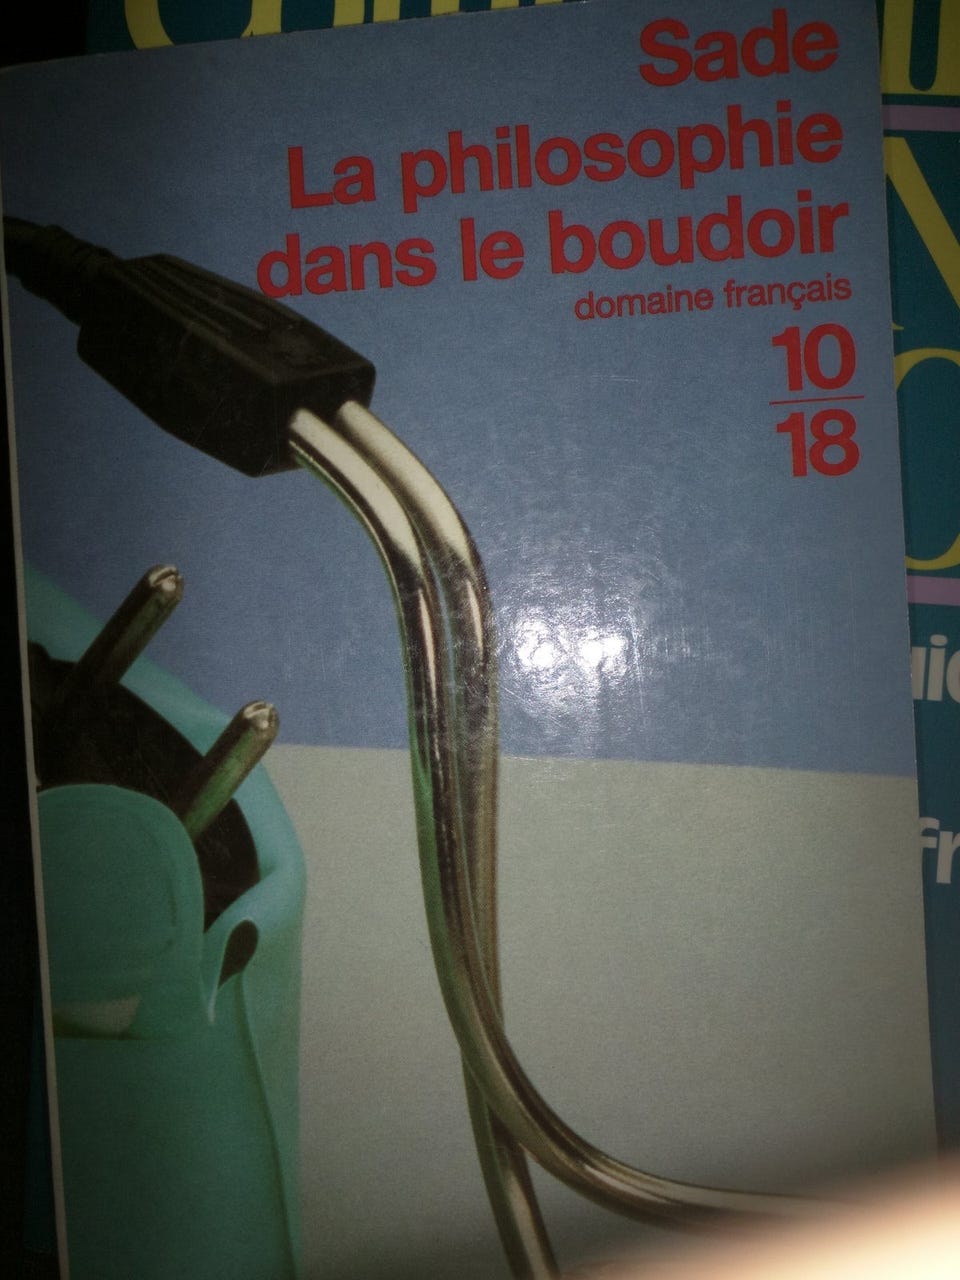 Sade
La philosophie
dans le boudoir
domaine français
10
18